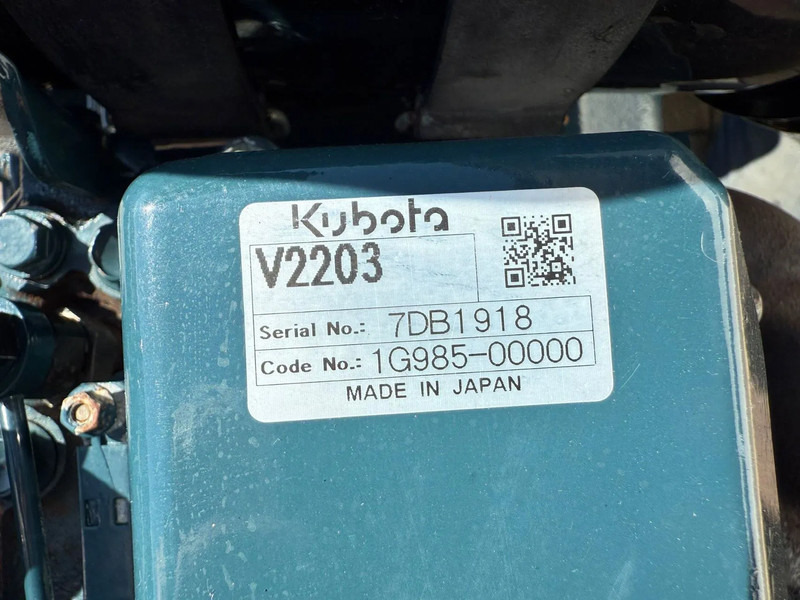 Kubota
V2203
Serial No.: 7DB1918
Code No.: 1G985-00000
MADE IN JAPAN